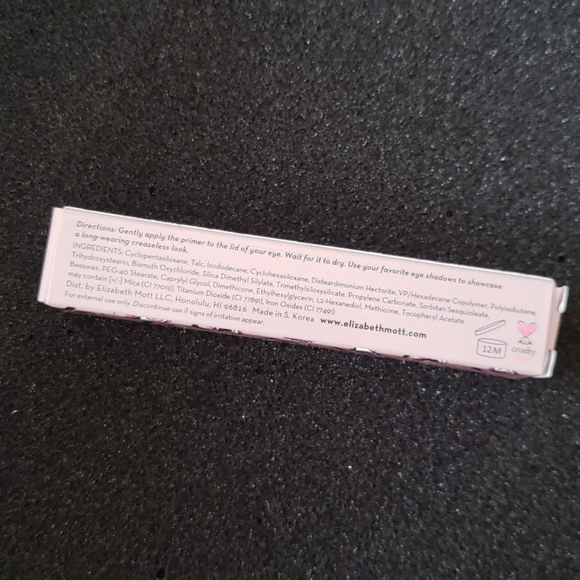 Directions: Gently apply the primer to the lid of your eye. Wait for it to dry. Use your favorite eye shadows to showcase
a long-wearing creaseless look.
INGREDIENTS: Cyclopentasiloxane, Talc, Isododecane, Cyclohexasiloxane, Disteardimonium Hectorite, VP/Hexadecene Copolymer, Polyisobutene,
Trihydroxystearin, Bismuth Oxychloride, Silica Dimethyl Silylate, Trimethylsiloxysilicate, Propylene Carbonate, Sorbitan Sesquioleate,
Beeswax, PEG-40 Stearate, Caprylyl Glycol, Dimethicone, Ethylhexylglycerin, 1,2-Hexanediol, Methicone, Tocopheryl Acetate
may contain [+/-] Mica (CI 77019), Titanium Dioxide (CI 77891), Iron Oxides (CI 77491)
Dist. by Elizabeth Mott LLC, Honolulu, HI 96816 Made in S. Korea www.elizabethmott.com
For external use only. Discontinue use if signs of irritation appear.
12M
cruelty
free